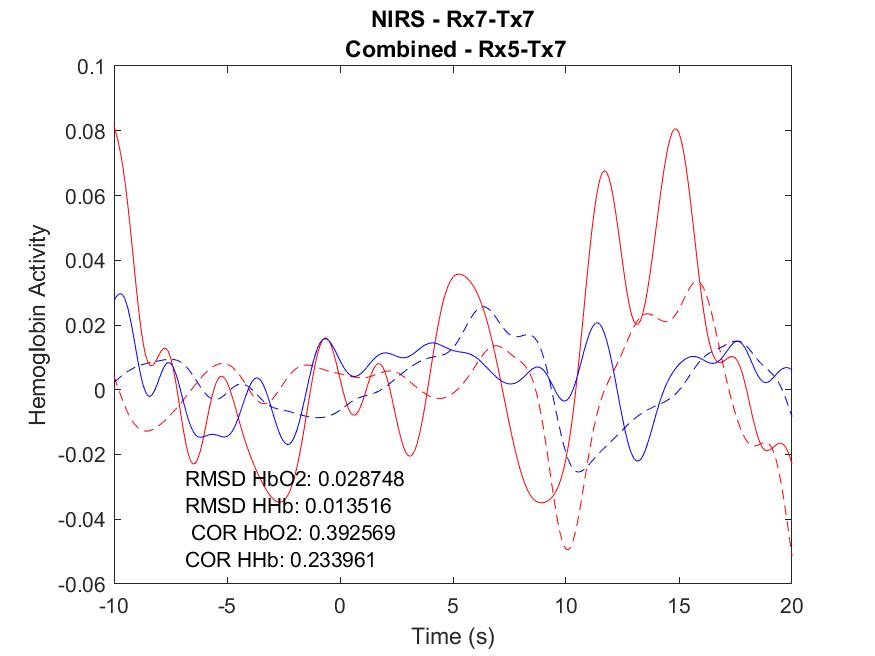 NIRS - Rx7-Tx7
Combined - Rx5-Tx7
0.1
0.08
0.06
0.04
0.02
0
-0.02
-0.04
-0.06
Hemoglobin Activity
RMSD HbO2: 0.028748
RMSD HHb: 0.013516
COR HbO2: 0.392569
COR HHb: 0.233961
-10 -5 0 5 10 15 20
Time (s)